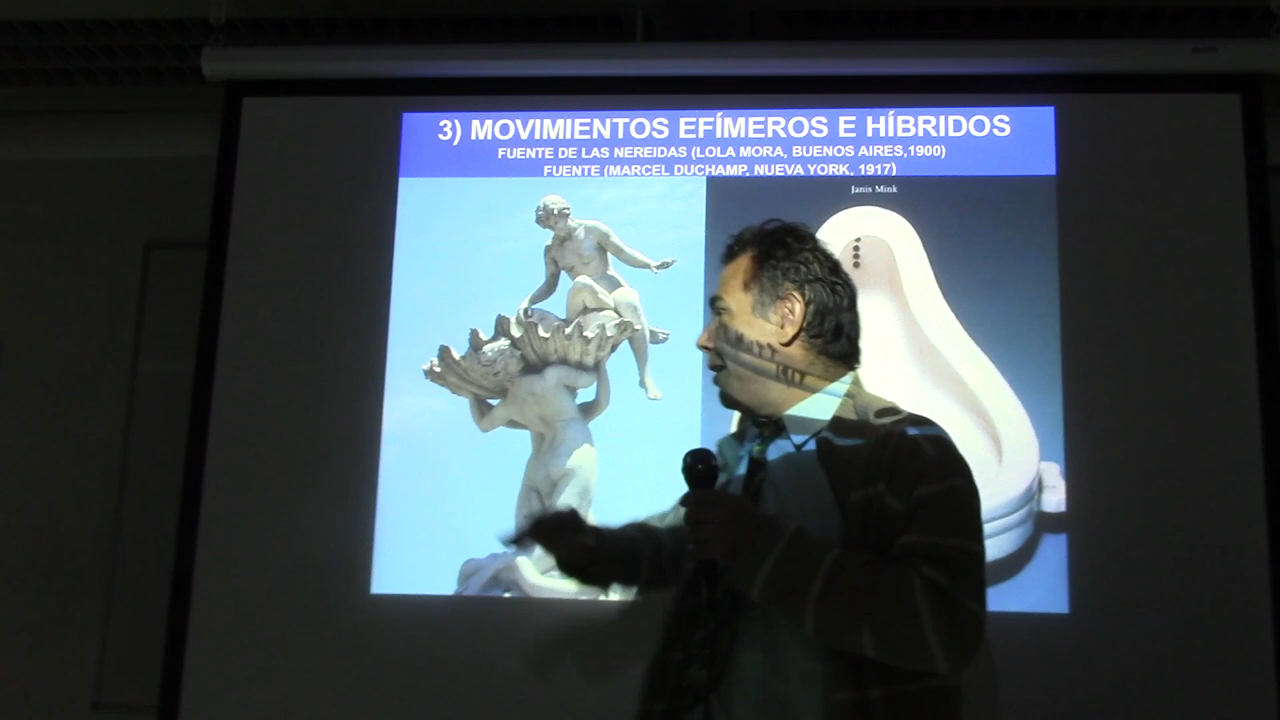 3) MOVIMIENTOS EFÍMEROS E HÍBRIDOS
FUENTE DE LAS NEREIDAS (LOLA MORA, BUENOS AIRES,1900)
FUENTE (MARCEL DUCHAMP, NUEVA YORK, 1917)
Janis Mink